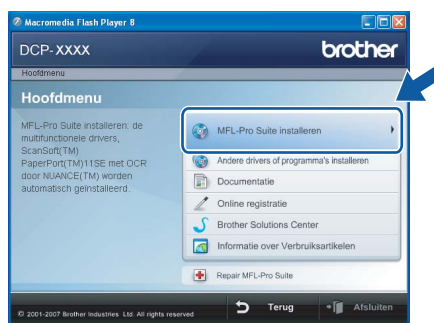 Macromedia Flash Player 8
DCP-XXXX
brother
Hoofdmenu
Hoofdmenu
MFL-Pro Suite installeren: de
multifunctionele drivers,
ScanSoft(TM)
PaperPort(TM)11SE met OCR
door NUANCE(TM) worden
automatisch geïnstalleerd.
MFL-Pro Suite installeren
Andere drivers of programma's installeren
Documentatie
Online registratie
Brother Solutions Center
Informatie over Verbruiksartikelen
Repair MFL-Pro Suite
© 2001-2007 Brother Industries Ltd. All rights reserved
Terug
Afsluiten